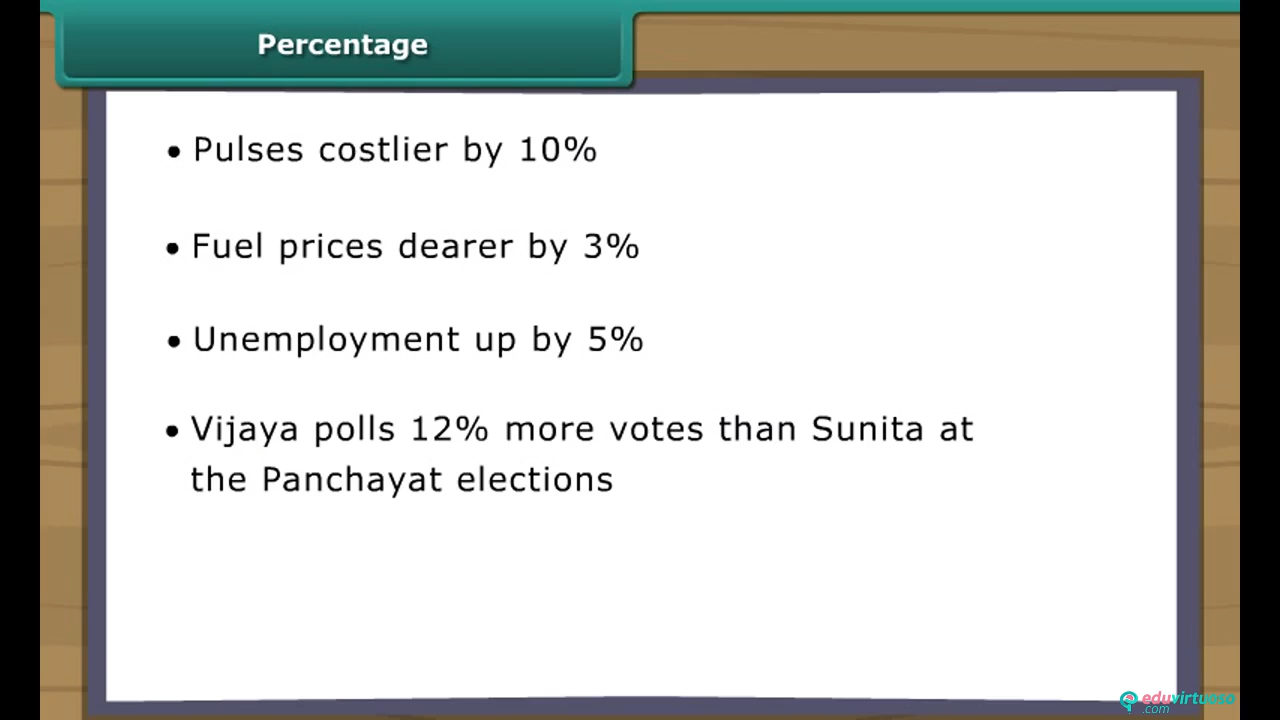 Percentage
• Pulses costlier by 10%
• Fuel prices dearer by 3%
• Unemployment up by 5%
• Vijaya polls 12% more votes than Sunita at
the Panchayat elections
eduvirtuoso
.com